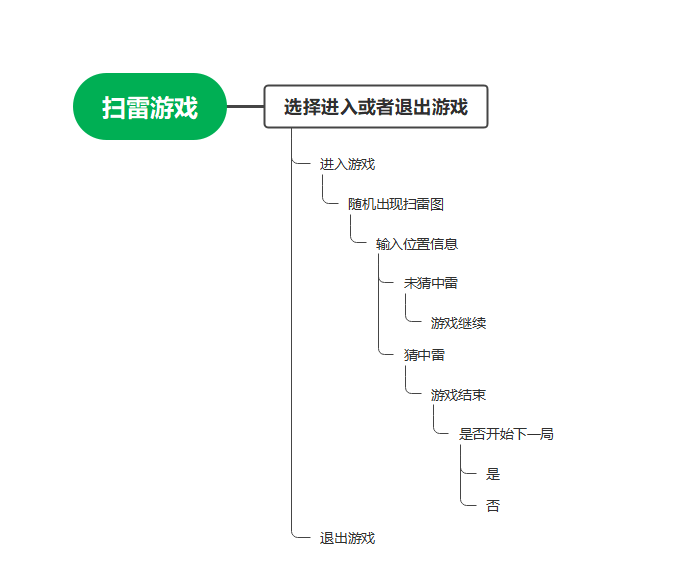 扫雷游戏
选择进入或者退出游戏
进入游戏
随机出现扫雷图
输入位置信息
未猜中雷
游戏继续
猜中雷
游戏结束
是否开始下一局
是
否
退出游戏